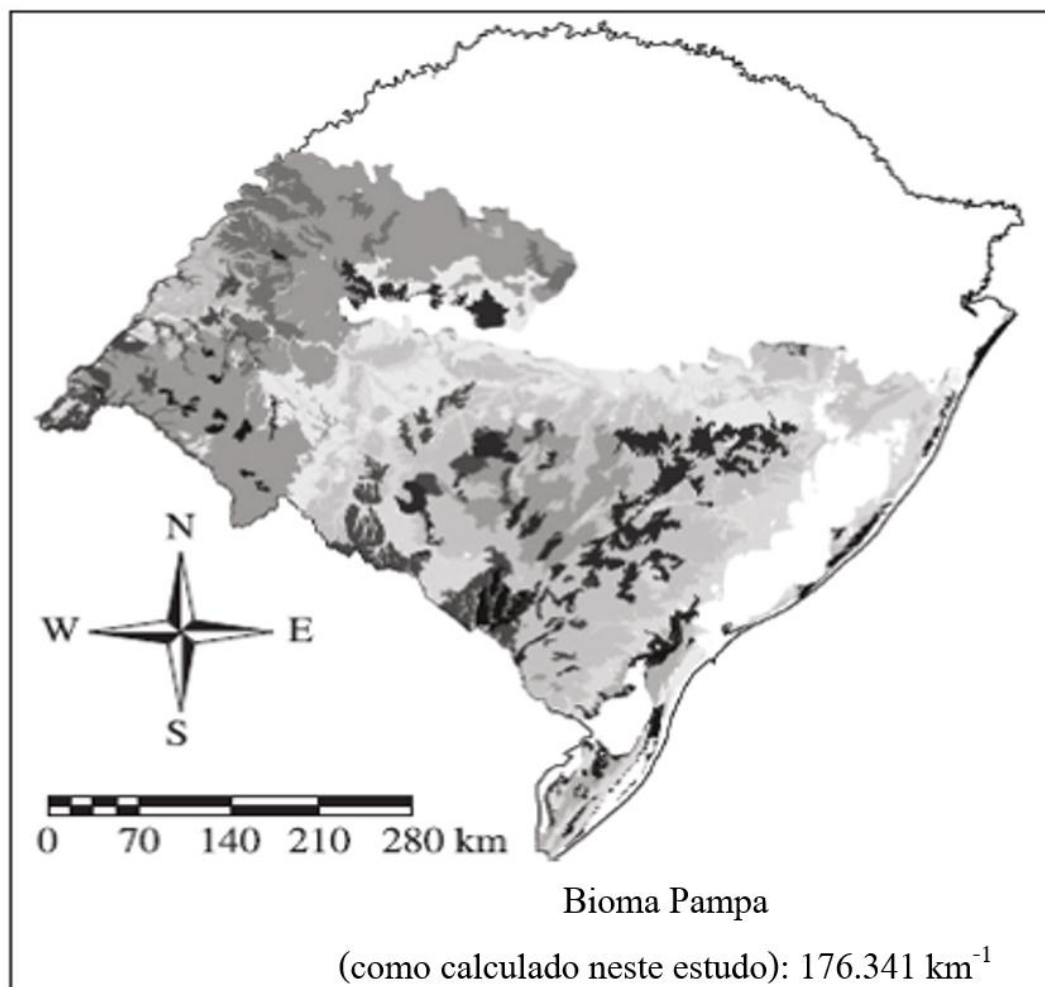 N
W E
S
0 70 140 210 280 km
Bioma Pampa
(como calculado neste estudo): 176.341 km⁻¹